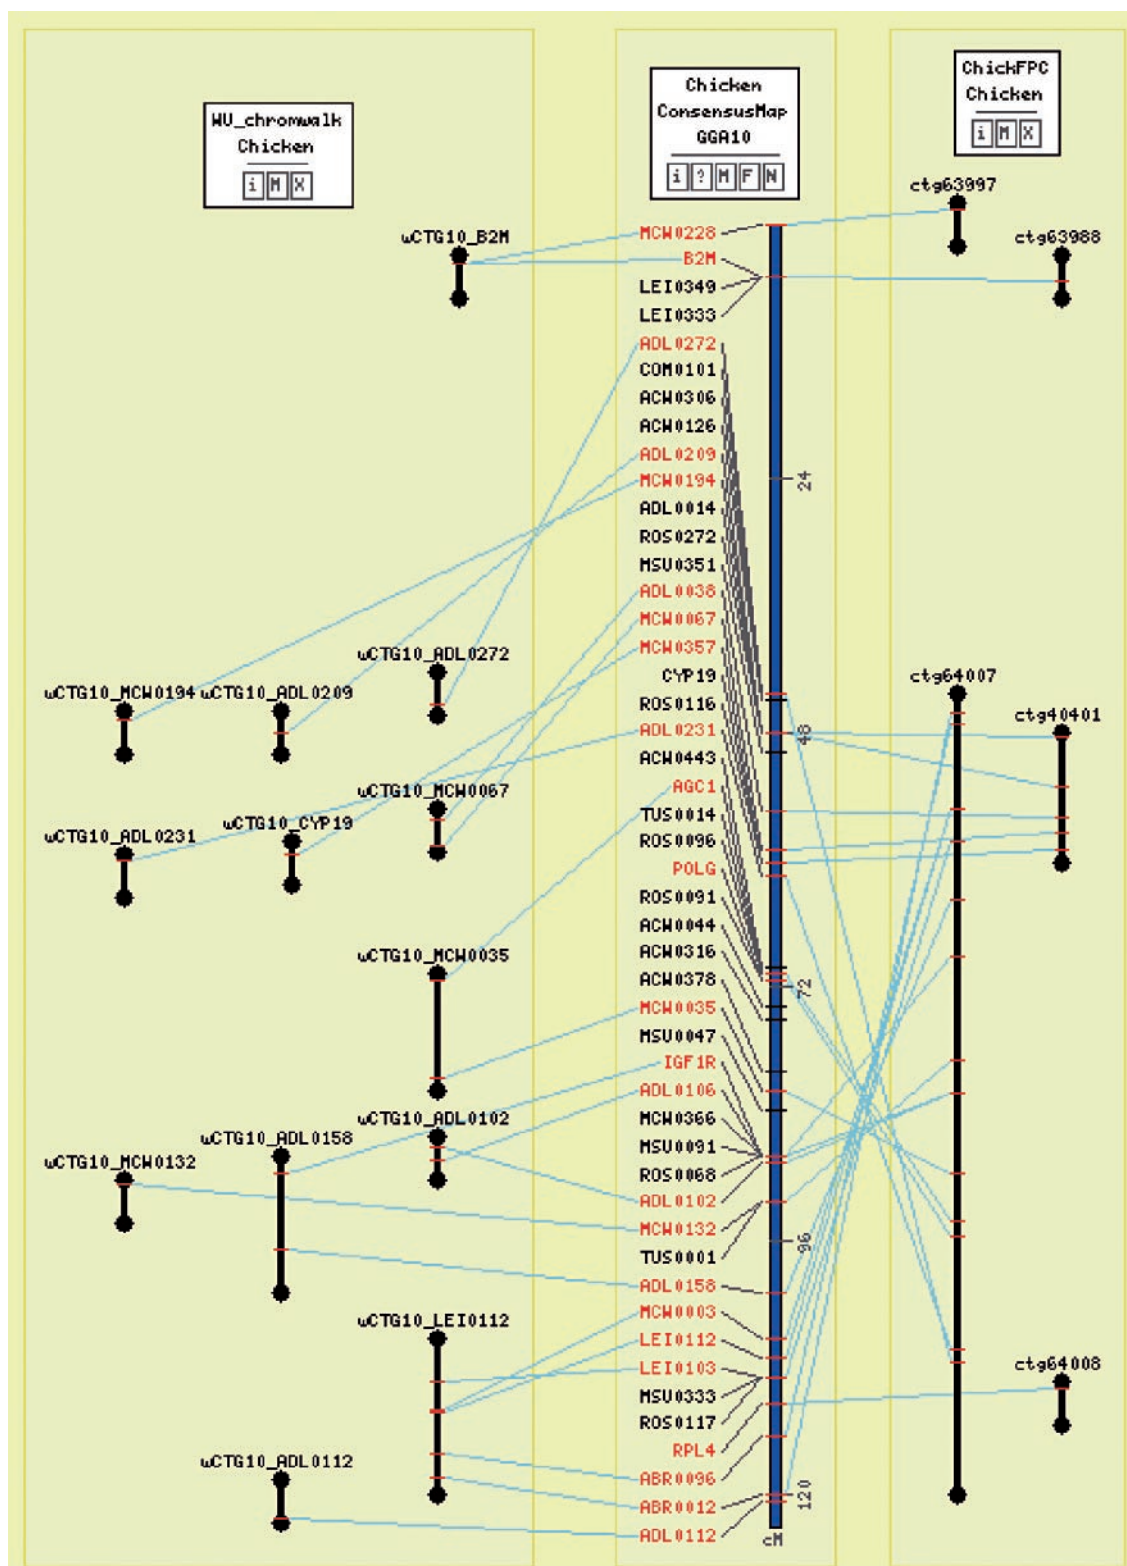 WU_chromwalk
Chicken
i M X
wCTG10_B2M
wCTG10_ADL0272
wCTG10_MCW0194
wCTG10_ADL0209
wCTG10_MCW0067
wCTG10_CYP19
wCTG10_ADL0231
wCTG10_MCW0035
wCTG10_ADL0102
wCTG10_ADL0158
wCTG10_MCW0132
wCTG10_LEI0112
wCTG10_ADL0112
Chicken
ConsensusMap
GGA10
i ? M F N
MCW0228
B2M
LEI0349
LEI0333
ADL0272
COM0101
ACW0306
ACW0126
ADL0209
MCW0194
ADL0014
ROS0272
MSU0351
ADL0038
MCW0067
MCW0357
CYP19
ROS0116
ADL0231
ACW0443
AGC1
TUS0014
ROS0096
POLG
ROS0091
ACW0044
ACW0316
ACW0378
MCW0035
MSU0047
IGF1R
ADL0106
MCW0366
MSU0091
ROS0068
ADL0102
MCW0132
TUS0001
ADL0158
MCW0003
LEI0112
LEI0103
MSU0333
ROS0117
RPL4
ABR0096
ABR0012
ADL0112
24
48
72
96
120
cM
ChickFPC
Chicken
i M X
ctg63997
ctg63988
ctg64007
ctg40401
ctg64008